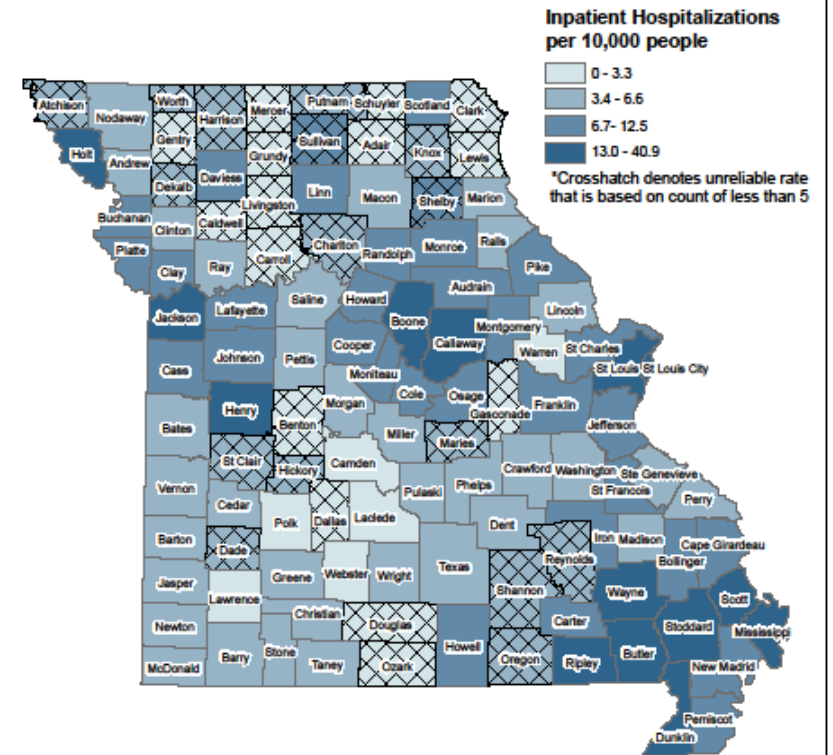 Inpatient Hospitalizations
per 10,000 people
0 - 3.3
3.4 - 6.6
6.7- 12.5
13.0 - 40.9
*Crosshatch denotes unreliable rate
that is based on count of less than 5
Atchison
Nodaway
Worth
Harrison
Mercer
Putnam
Schuyler
Scotland
Clark
Gentry
Holt
Andrew
Sullivan
Adair
Knox
Lewis
Grundy
Dekalb
Daviess
Linn
Macon
Shelby
Marion
Livingston
Buchanan
Clinton
Caldwell
Chariton
Randolph
Monroe
Ralls
Platte
Clay
Ray
Carroll
Pike
Audrain
Jackson
Lafayette
Saline
Howard
Boone
Callaway
Montgomery
Lincoln
Cass
Johnson
Pettis
Cooper
Moniteau
Warren
St Charles
St Louis
St Louis City
Henry
Benton
Morgan
Cole
Osage
Gasconade
Franklin
Jefferson
Bates
Miller
Maries
St Clair
Hickory
Camden
Vernon
Cedar
Polk
Dallas
Laclede
Pulaski
Phelps
Crawford
Washington
Ste Genevieve
St Francois
Perry
Barton
Dade
Dent
Iron
Madison
Cape Girardeau
Bollinger
Reynolds
Jasper
Lawrence
Greene
Webster
Wright
Texas
Shannon
Wayne
Scott
Newton
Christian
Douglas
Carter
Stoddard
Mississippi
McDonald
Barry
Stone
Taney
Ozark
Howell
Oregon
Ripley
Butler
New Madrid
Pemiscot
Dunklin